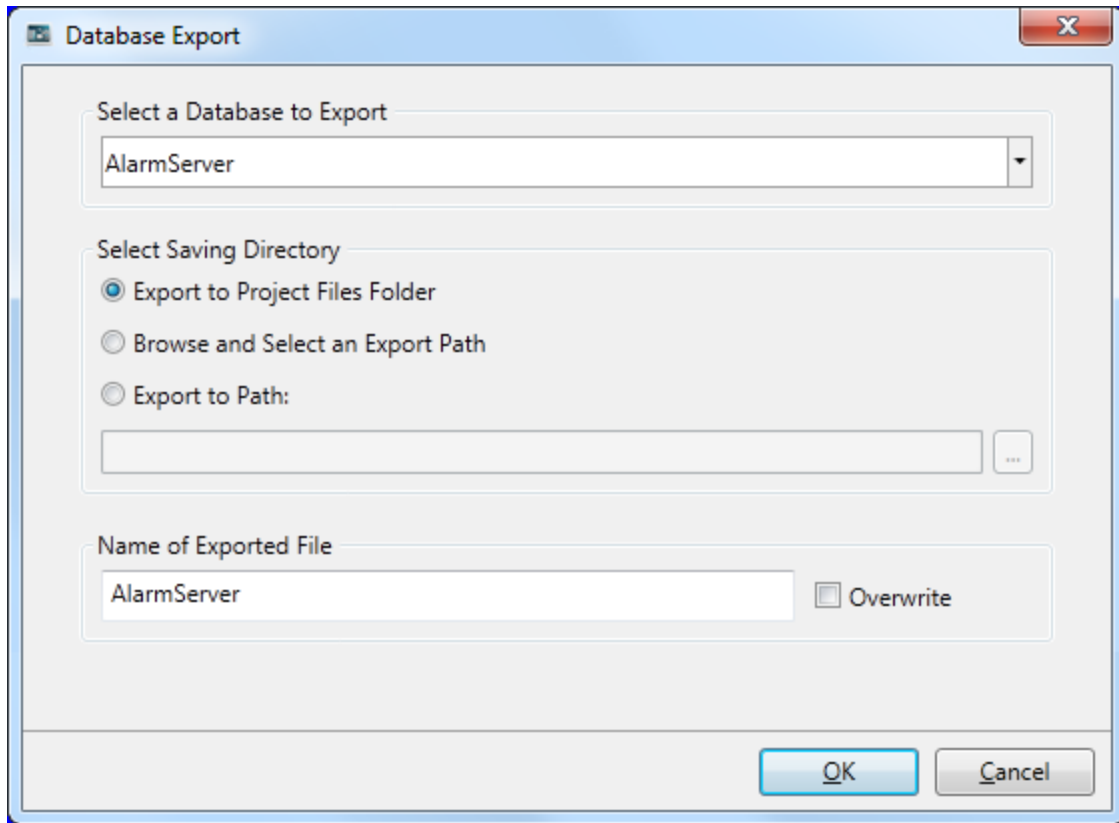 Database Export
Select a Database to Export
AlarmServer
Select Saving Directory
Export to Project Files Folder
Browse and Select an Export Path
Export to Path:
...
Name of Exported File
AlarmServer
Overwrite
OK
Cancel